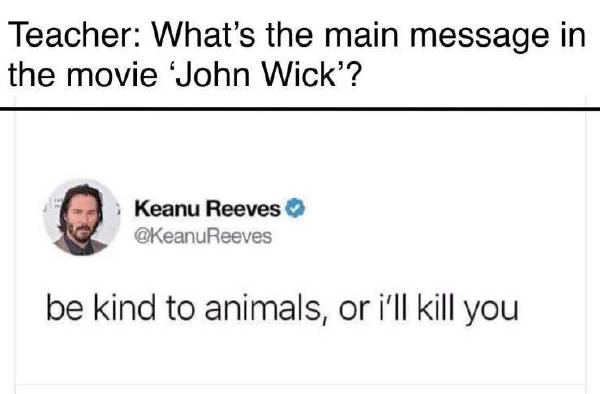 Teacher: What's the main message in
the movie ‘John Wick’?
Keanu Reeves
@KeanuReeves
be kind to animals, or i'll kill you